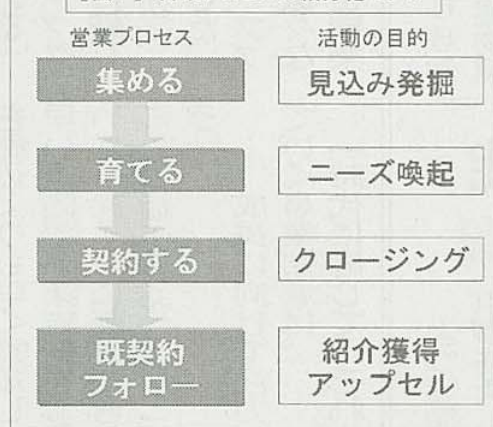 営業プロセス 活動の目的
集める 見込み発掘
育てる ニーズ喚起
契約する クロージング
既契約 紹介獲得
フォロー アップセル